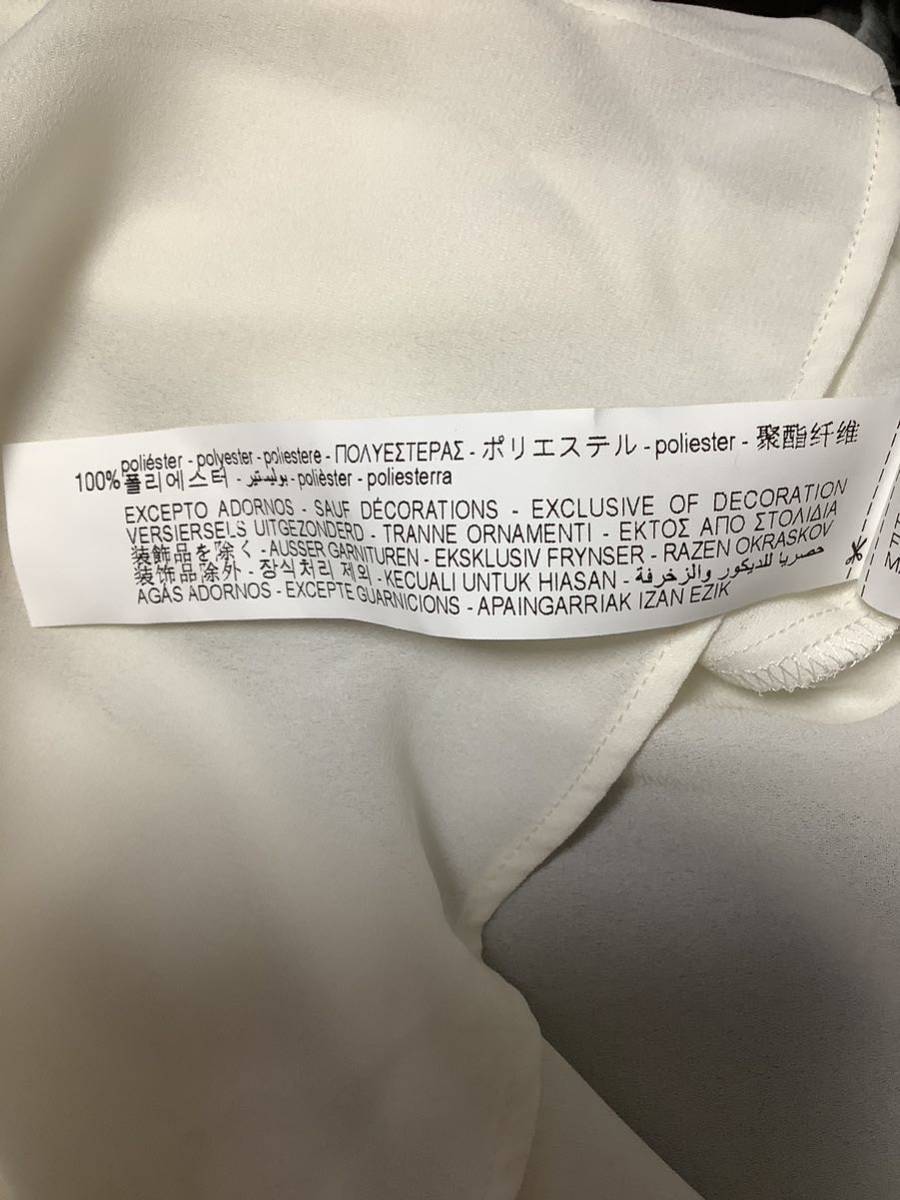 poliéster - polyester - poliestere - ΠΟΛΥΕΣΤΕΡΑΣ - ポリエステル - poliester - 聚酯纤维
100% 폴리에스터 - بوليستير - polièster - poliesterra
EXCEPTO ADORNOS - SAUF DÉCORATIONS - EXCLUSIVE OF DECORATION
VERSIERSELS UITGEZONDERD - TRANNE ORNAMENTI - ΕΚΤΟΣ ΑΠΟ ΣΤΟΛΙΔΙΑ
装飾品を除く - AUSSER GARNITUREN - EKSKLUSIV FRYNSER - RAZEN OKRASKOV
装饰品除外 - 장식처리 제외 - KECUALI UNTUK HIASAN - حصريا للديكور والزخرفة
AGAS ADORNOS - EXCEPTE GUARNICIONS - APAINGARRIAK IZAN EZIK